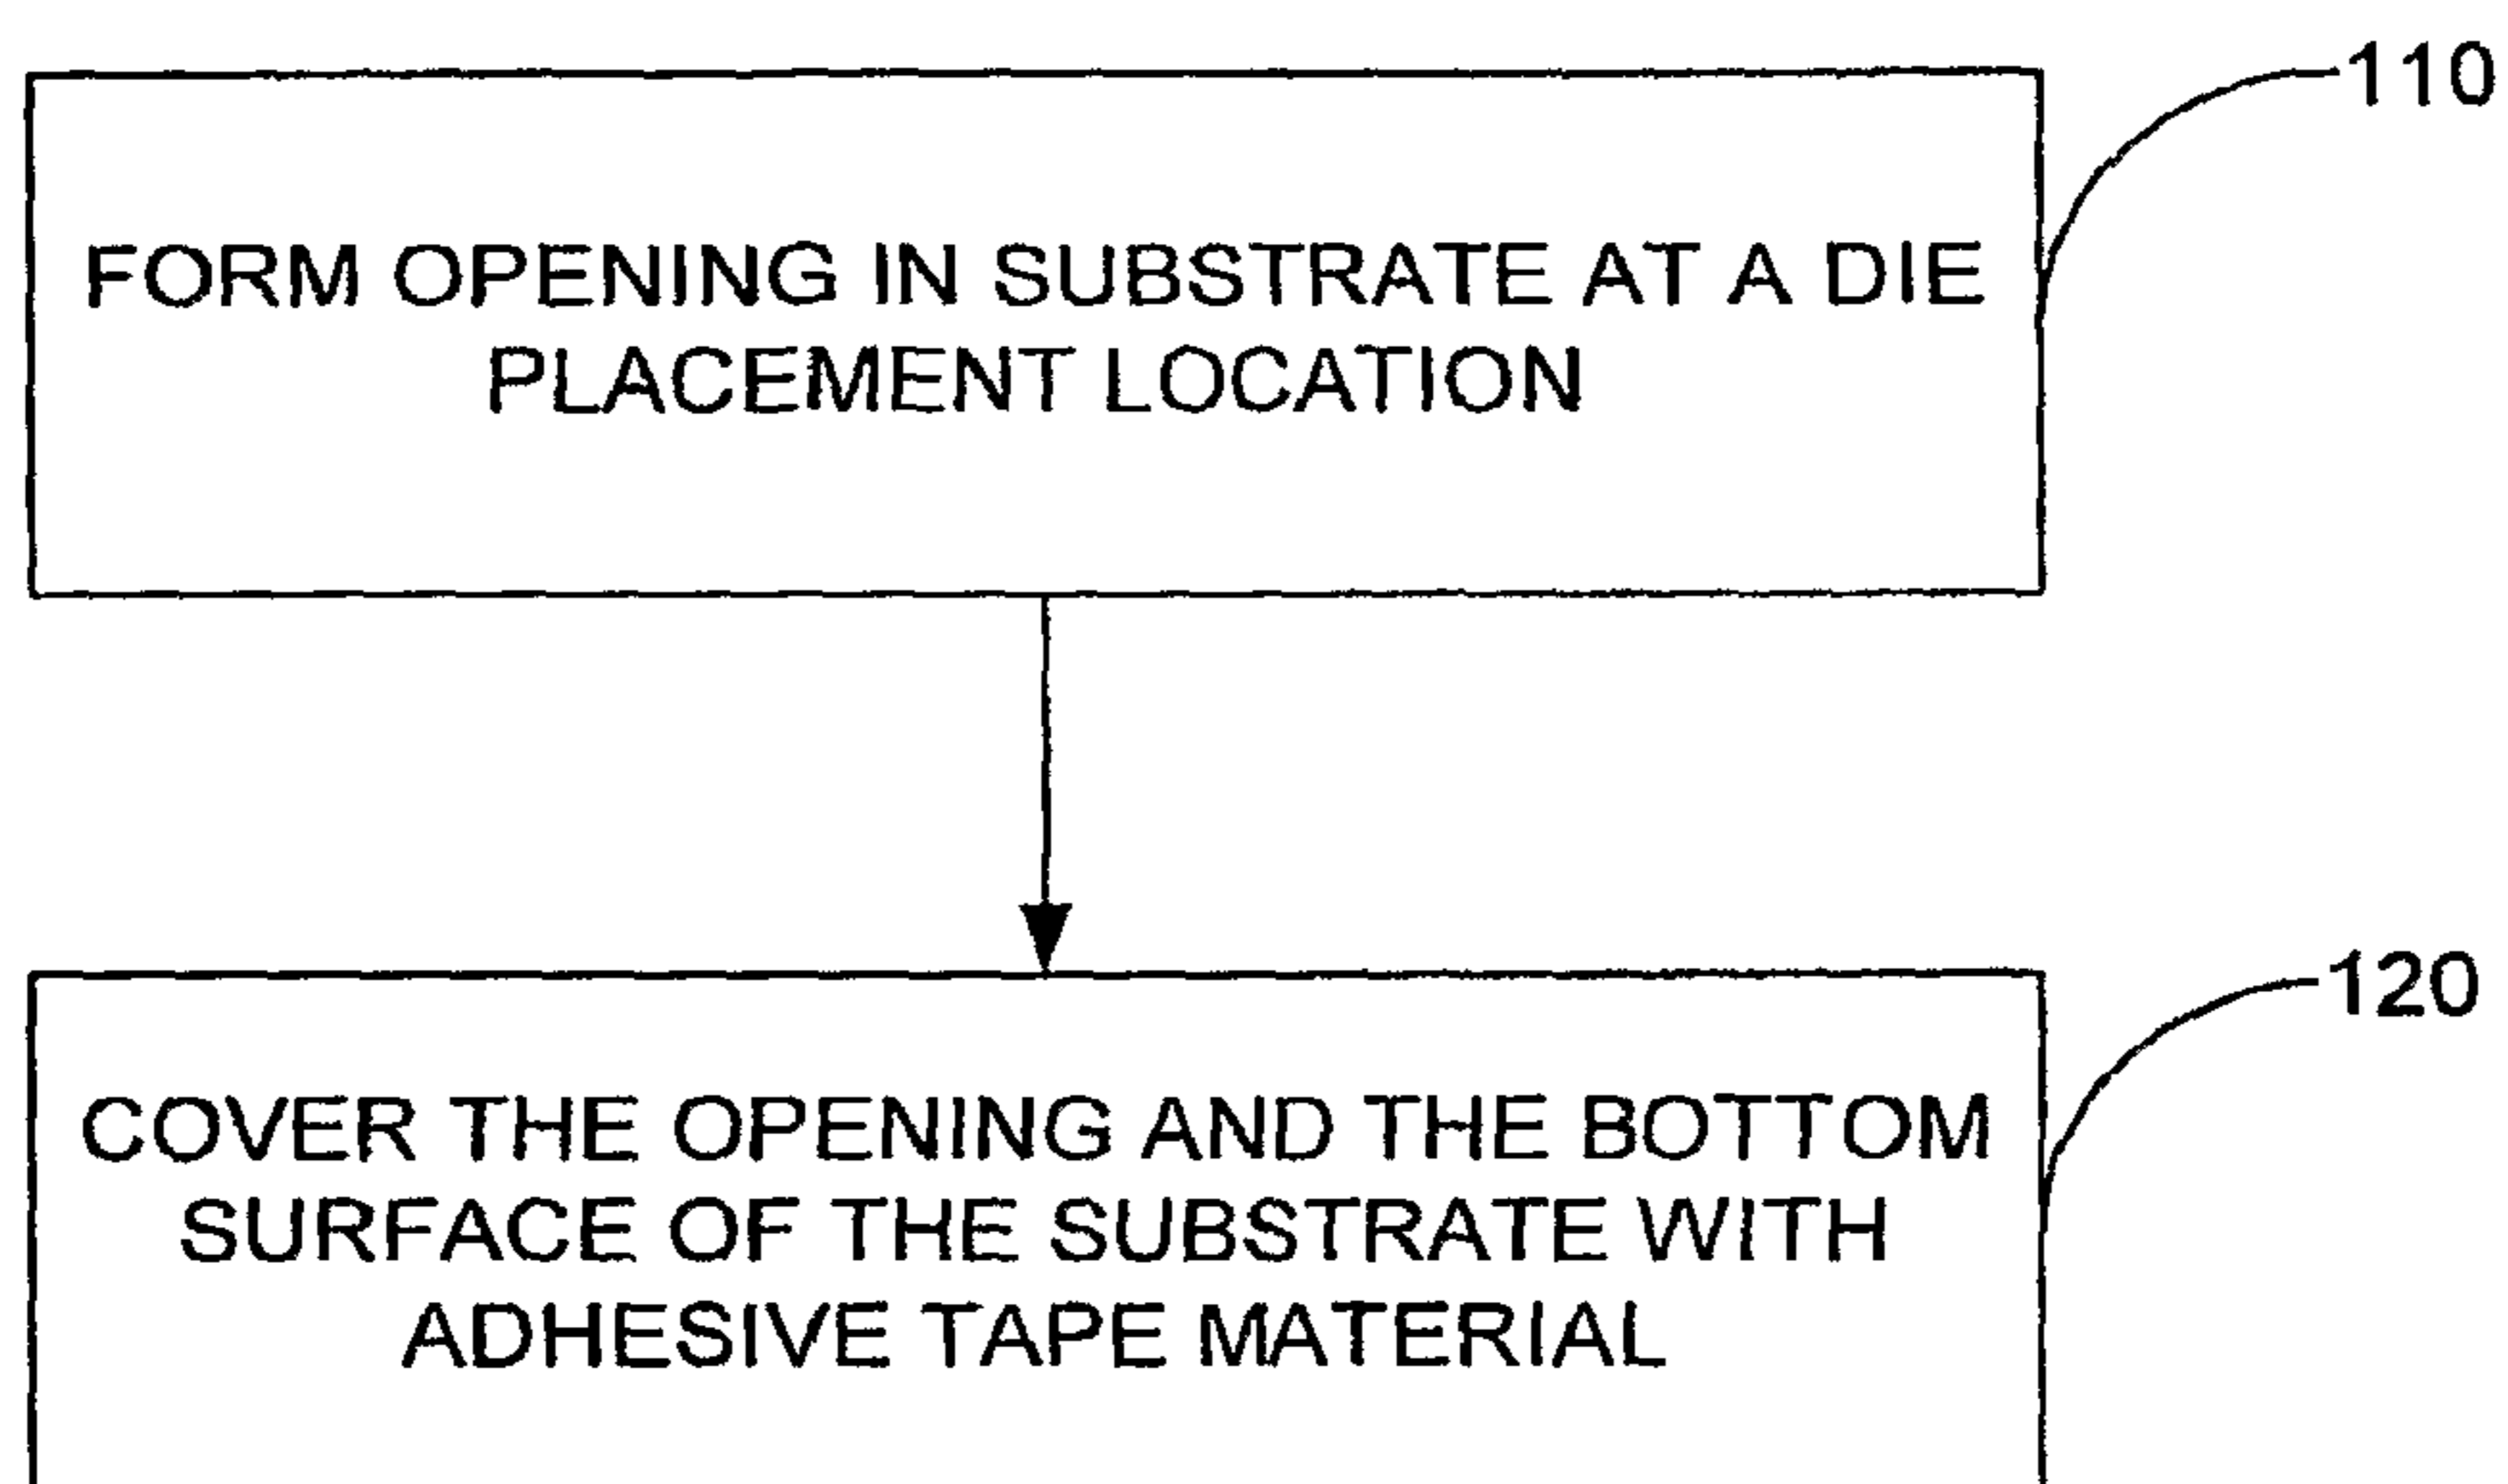 110
FORM OPENING IN SUBSTRATE AT A DIE
PLACEMENT LOCATION
120
COVER THE OPENING AND THE BOTTOM
SURFACE OF THE SUBSTRATE WITH
ADHESIVE TAPE MATERIAL